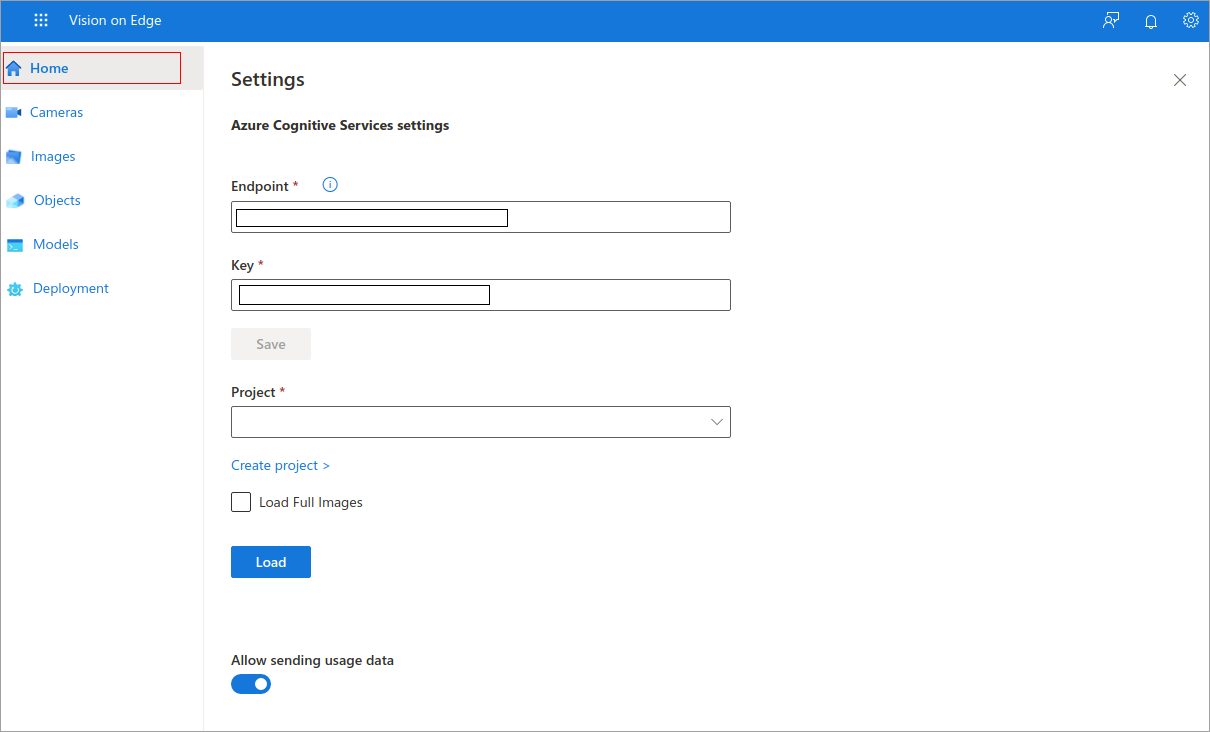 Vision on Edge
Home
Cameras
Images
Objects
Models
Deployment
Settings
Azure Cognitive Services settings
Endpoint *
Key *
Save
Project *
Create project >
Load Full Images
Load
Allow sending usage data